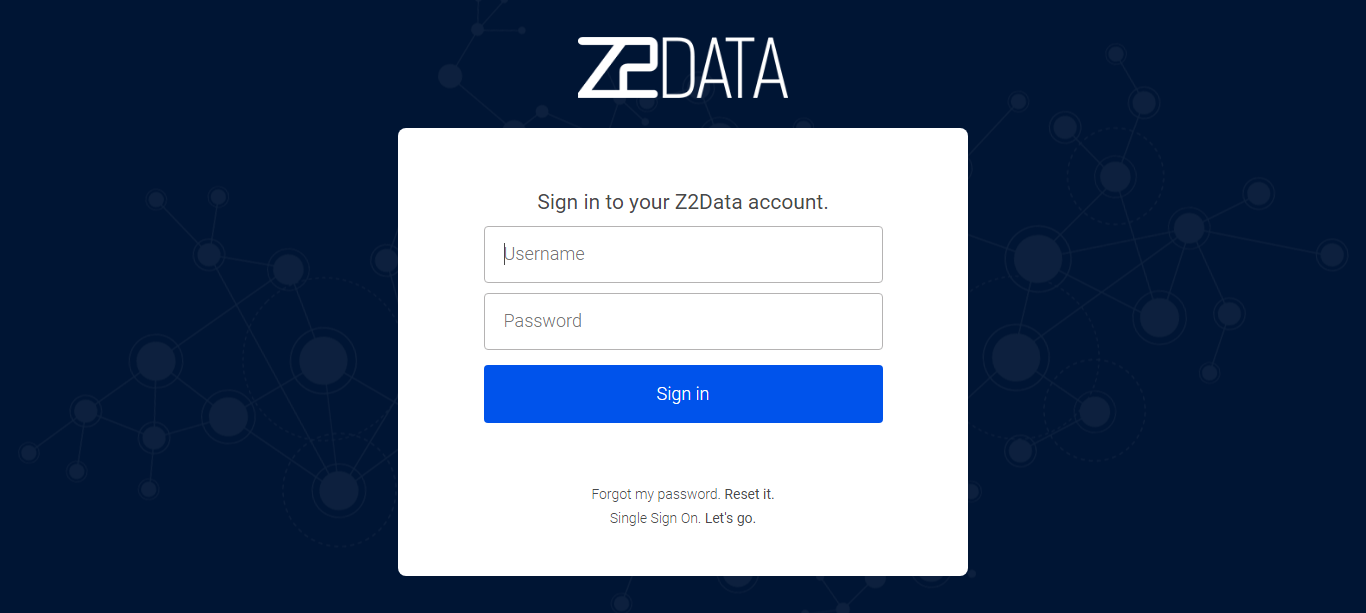 Z2DATA
Sign in to your Z2Data account.
Username
Password
Sign in
Forgot my password. Reset it.
Single Sign On. Let's go.